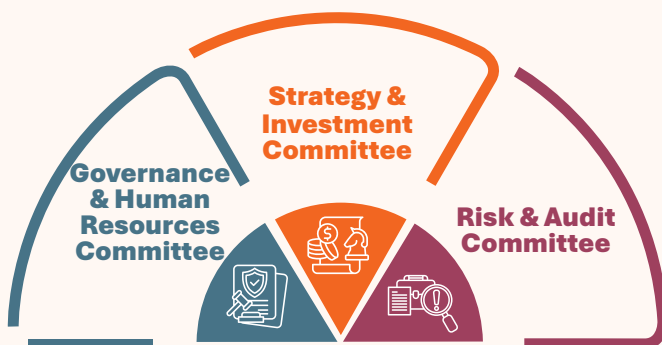 Governance
& Human
Resources
Committee
Strategy &
Investment
Committee
Risk & Audit
Committee